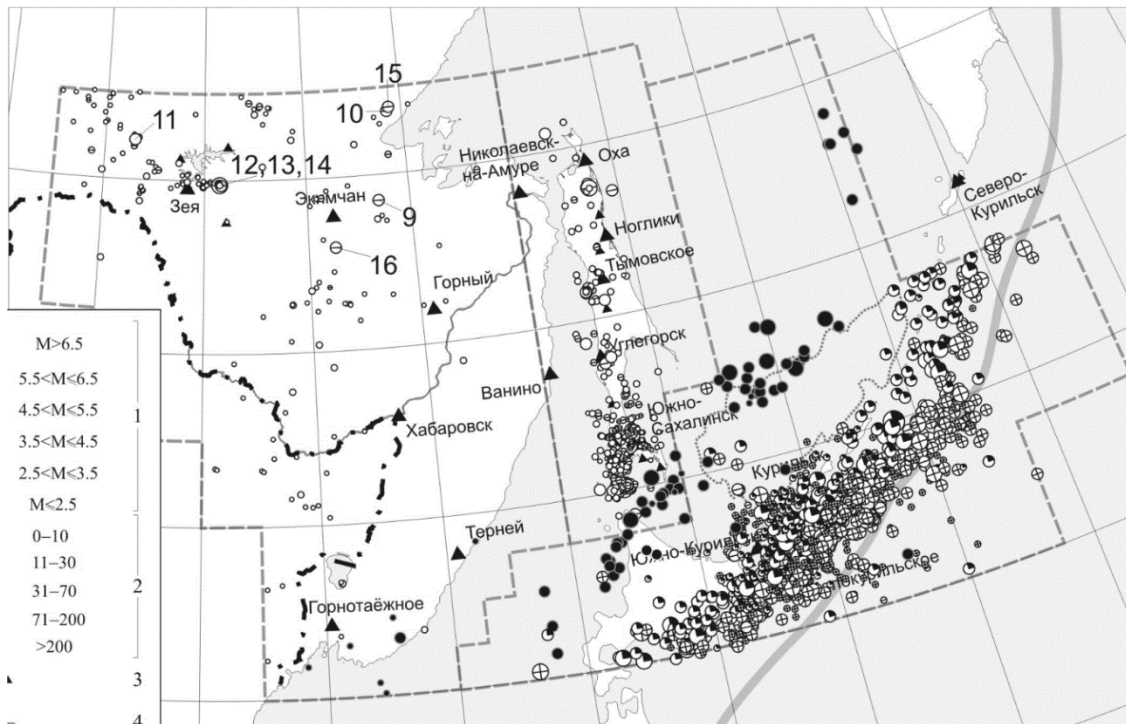 15
10
11
12,13,14
Николаевск-
на-Амуре
Оха
Зея
Экимчан
9
Северо-
Курильск
Ноглики
16
Тымовское
Горный
M>6.5
5.5<M⩽6.5
4.5<M⩽5.5
3.5<M⩽4.5
2.5<M⩽3.5
M⩽2.5
1
Углегорск
Ванино
Южно-
Сахалинск
Хабаровск
0–10
11–30
31–70
71–200
>200
2
Терней
Горнотаёжное
3
4